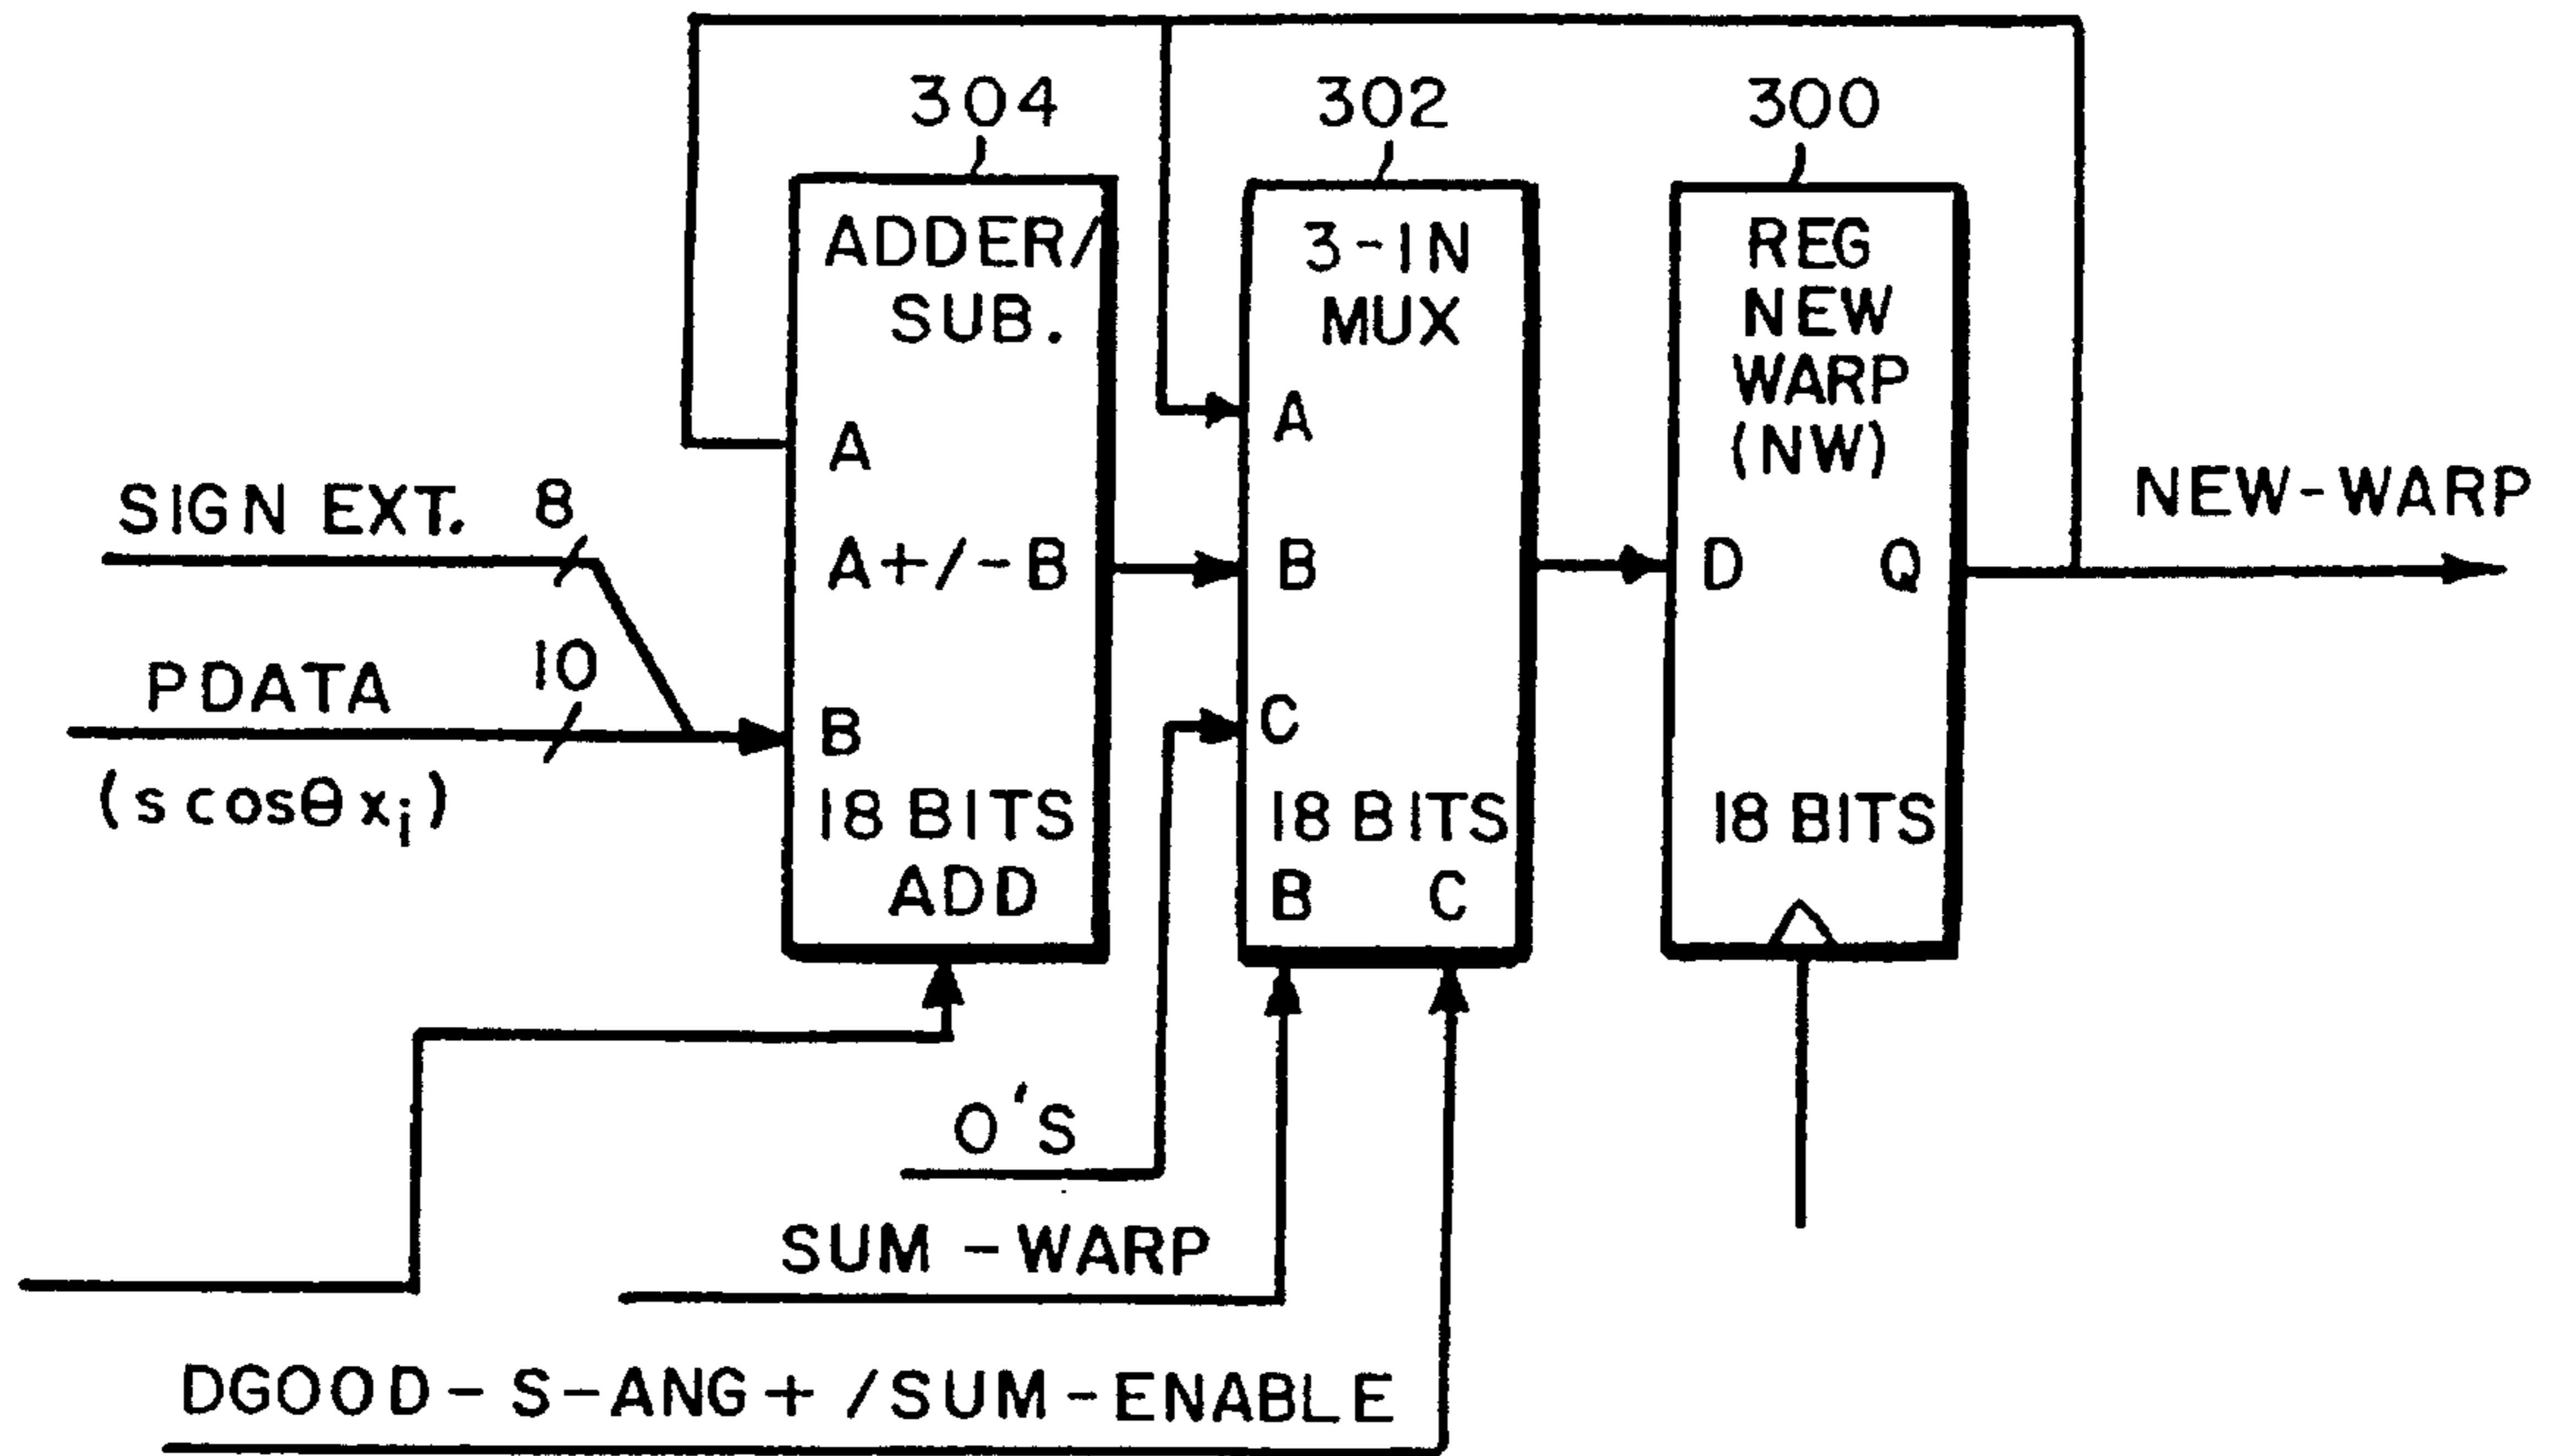 304
302
300
ADDER/
SUB.
A
A+/-B
B
18 BITS
ADD
3-IN
MUX
A
B
C
18 BITS
B C
REG
NEW
WARP
(NW)
D Q
18 BITS
NEW-WARP
SIGN EXT. 8
PDATA 10
(s cosθ xᵢ)
0'S
SUM-WARP
DGOOD-S-ANG+/SUM-ENABLE